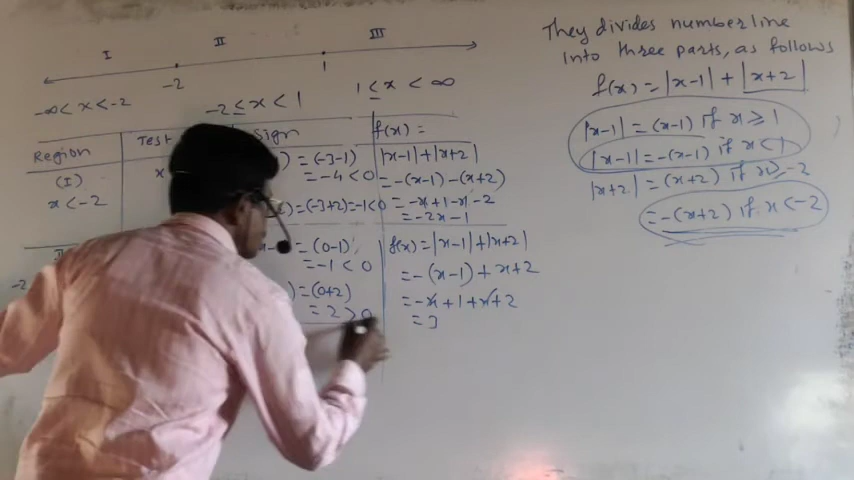 I II III
-2 1
-∞<x<-2 -2≤x<1 1≤x<∞
Region Test Sign f(x)=
(I) x ) = (-3-1) |x-1|+|x+2|
= -4 < 0 = -(x-1)-(x+2)
x<-2 ) = (-3+2) = -1<0 = -x+1-x-2
= -2x-1
= (0-1) f(x) = |x-1|+|x+2|
= -1 < 0 = -(x-1)+x+2
-2 ) = (0+2) = -x+1+x+2
= 2 > 0 = 3
They divides number line
into three parts, as follows
f(x) = |x-1| + |x+2|
|x-1| = (x-1) if x ≥ 1
|x-1| = -(x-1) if x < 1
|x+2| = (x+2) if x ≥ -2
= -(x+2) if x < -2